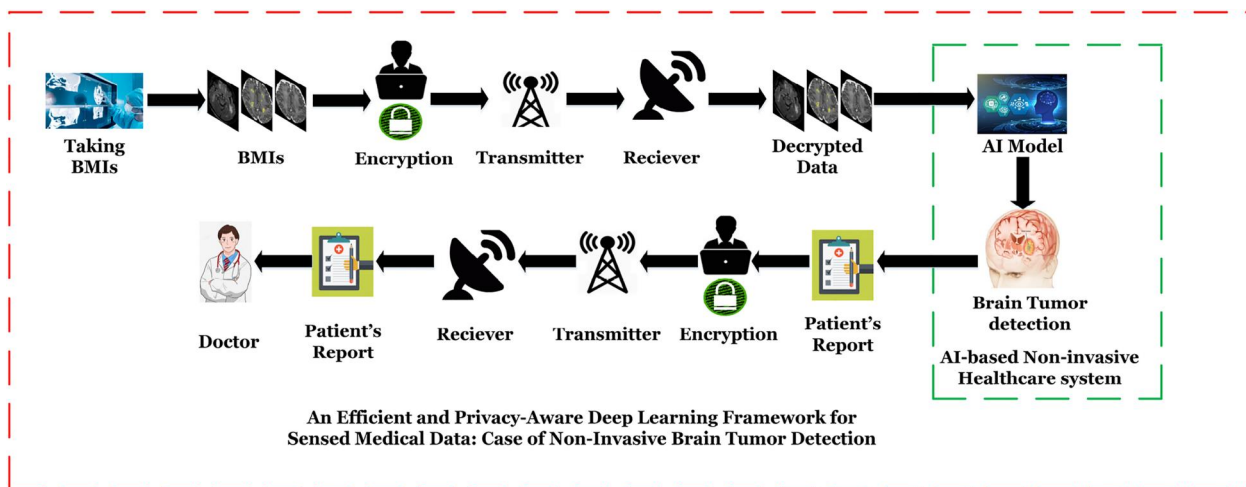 Taking
BMIs
BMIs
Encryption
Transmitter
Reciever
Decrypted
Data
AI Model
Doctor
Patient's
Report
Reciever
Transmitter
Encryption
Patient's
Report
Brain Tumor
detection
AI-based Non-invasive
Healthcare system
An Efficient and Privacy-Aware Deep Learning Framework for
Sensed Medical Data: Case of Non-Invasive Brain Tumor Detection